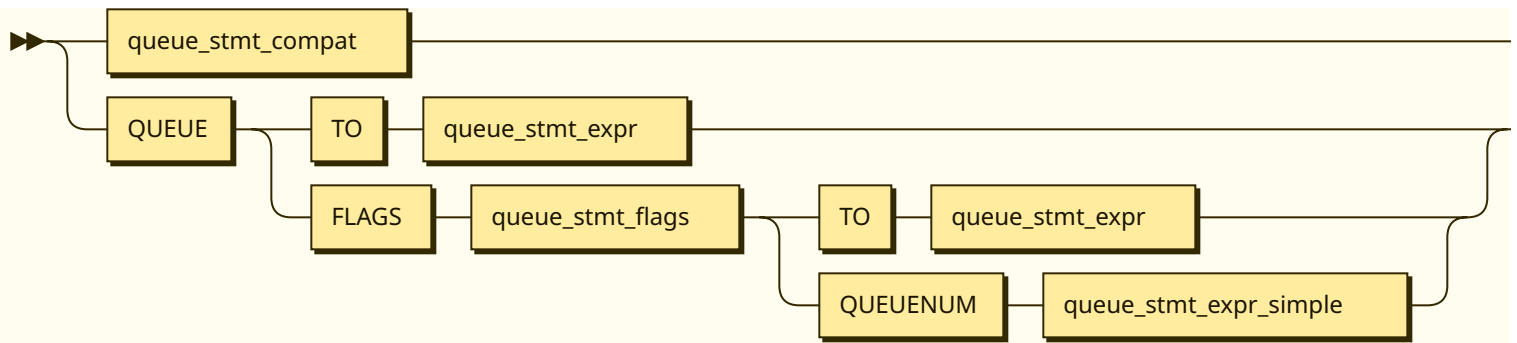 queue_stmt_compat
QUEUE TO queue_stmt_expr
FLAGS queue_stmt_flags TO queue_stmt_expr
QUEUENUM queue_stmt_expr_simple